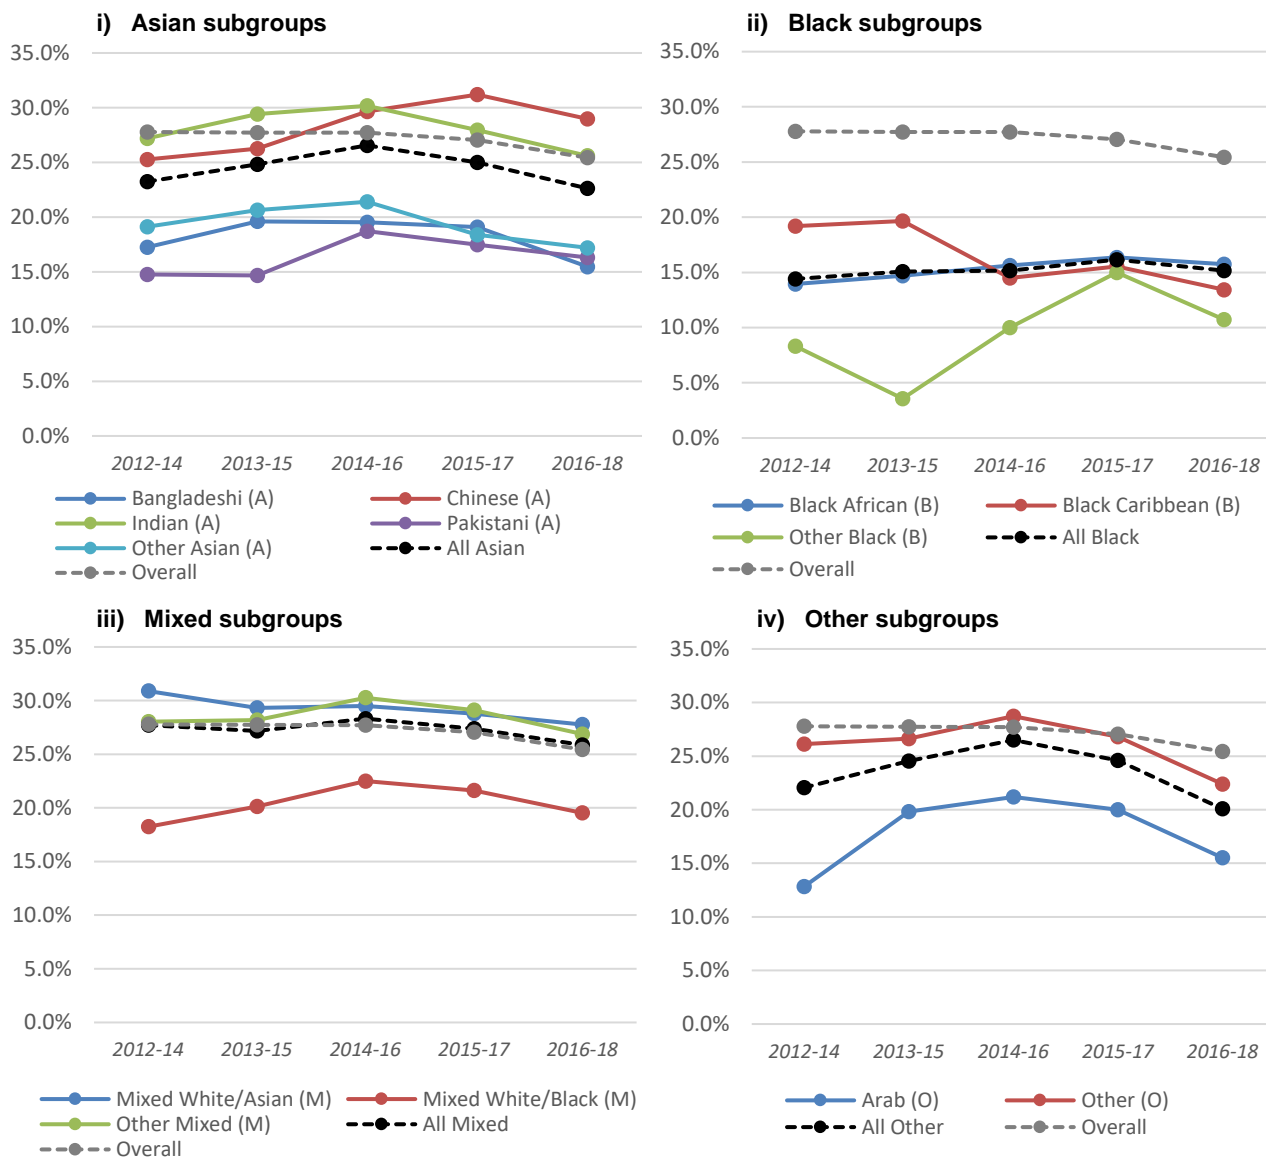 i) Asian subgroups
35.0%
30.0%
25.0%
20.0%
15.0%
10.0%
5.0%
0.0%
2012-14 2013-15 2014-16 2015-17 2016-18
Bangladeshi (A) Chinese (A)
Indian (A) Pakistani (A)
Other Asian (A) All Asian
Overall
ii) Black subgroups
35.0%
30.0%
25.0%
20.0%
15.0%
10.0%
5.0%
0.0%
2012-14 2013-15 2014-16 2015-17 2016-18
Black African (B) Black Caribbean (B)
Other Black (B) All Black
Overall
iii) Mixed subgroups
35.0%
30.0%
25.0%
20.0%
15.0%
10.0%
5.0%
0.0%
2012-14 2013-15 2014-16 2015-17 2016-18
Mixed White/Asian (M) Mixed White/Black (M)
Other Mixed (M) All Mixed
Overall
iv) Other subgroups
35.0%
30.0%
25.0%
20.0%
15.0%
10.0%
5.0%
0.0%
2012-14 2013-15 2014-16 2015-17 2016-18
Arab (O) Other (O)
All Other Overall